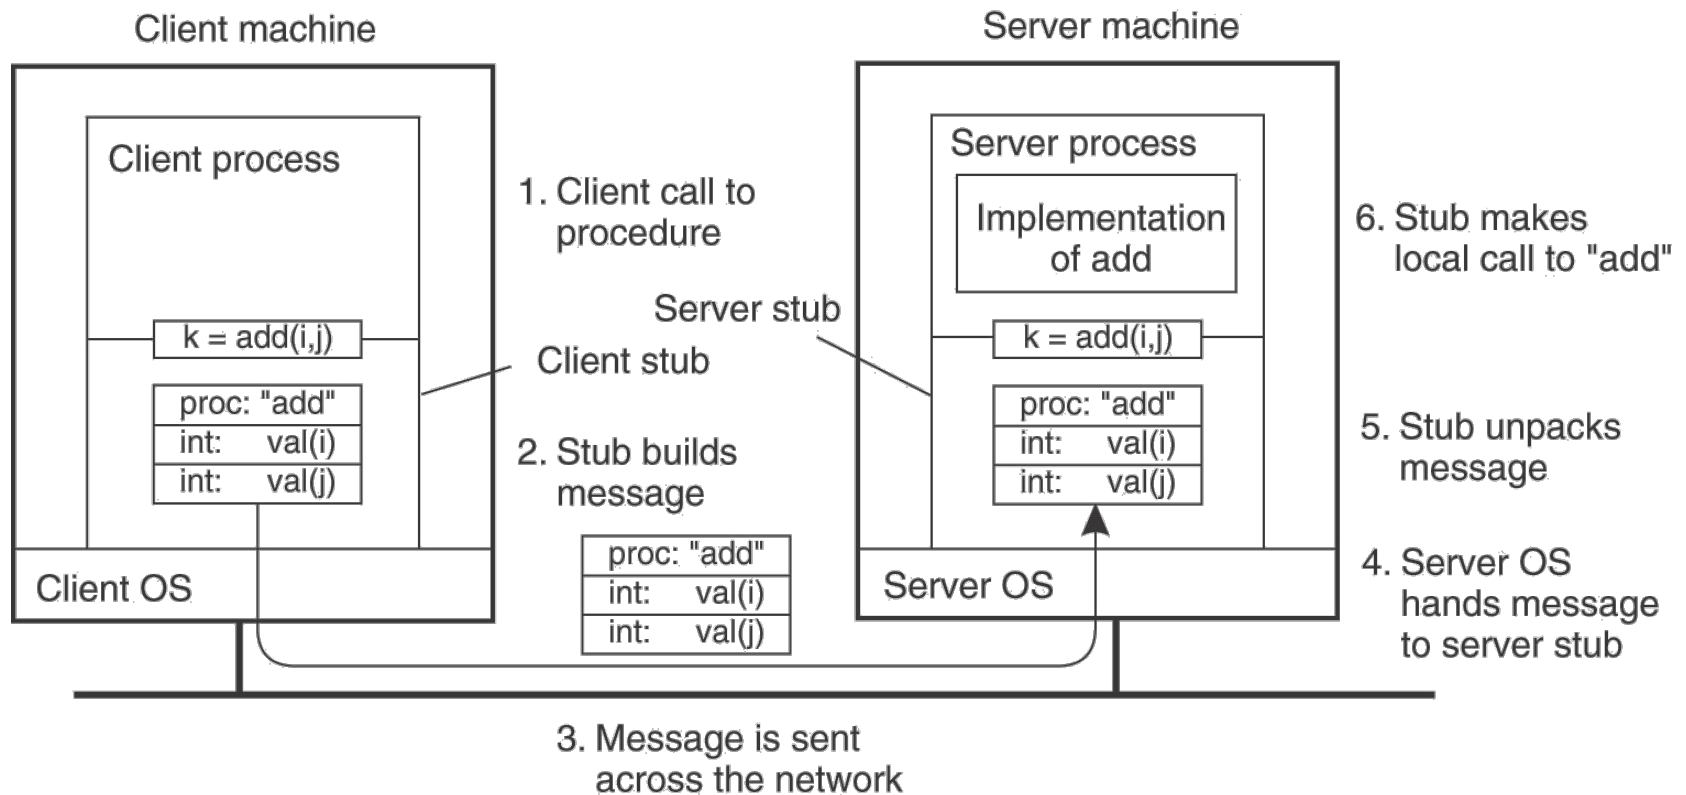 Client machine
Server machine
Client process
1. Client call to
procedure
Server process
Implementation
of add
6. Stub makes
local call to "add"
Server stub
k = add(i,j)
k = add(i,j)
Client stub
proc: "add"
int: val(i)
int: val(j)
2. Stub builds
message
proc: "add"
int: val(i)
int: val(j)
proc: "add"
int: val(i)
int: val(j)
5. Stub unpacks
message
Client OS
Server OS
4. Server OS
hands message
to server stub
3. Message is sent
across the network